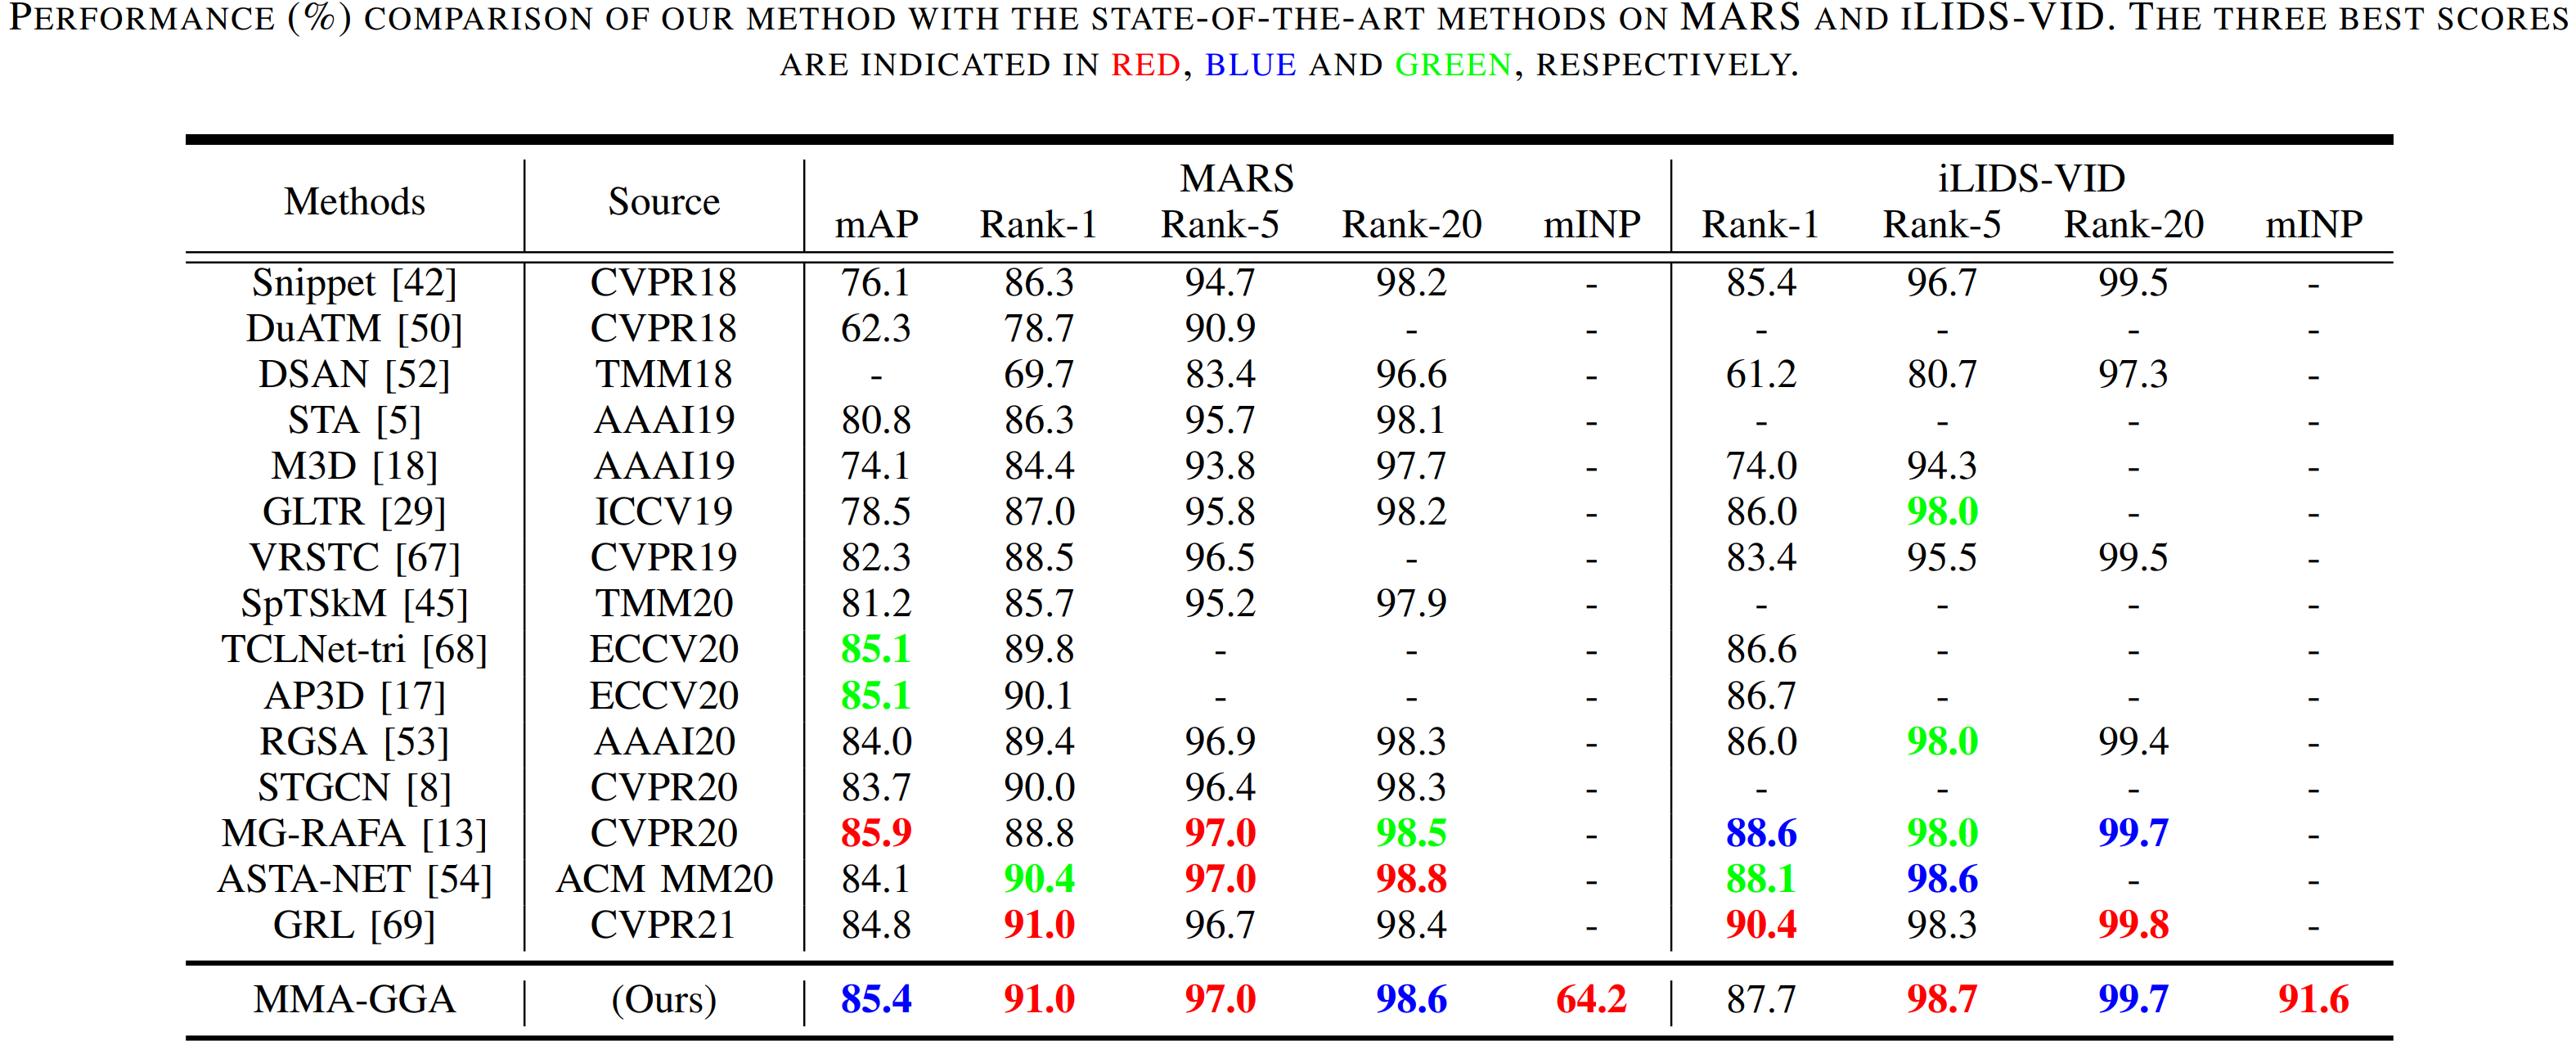 PERFORMANCE (%) COMPARISON OF OUR METHOD WITH THE STATE-OF-THE-ART METHODS ON MARS AND ILIDS-VID. THE THREE BEST SCORES
ARE INDICATED IN RED, BLUE AND GREEN, RESPECTIVELY.
Methods Source MARS iLIDS-VID
mAP Rank-1 Rank-5 Rank-20 mINP Rank-1 Rank-5 Rank-20 mINP
Snippet [42] CVPR18 76.1 86.3 94.7 98.2 - 85.4 96.7 99.5 -
DuATM [50] CVPR18 62.3 78.7 90.9 - - - - - -
DSAN [52] TMM18 - 69.7 83.4 96.6 - 61.2 80.7 97.3 -
STA [5] AAAI19 80.8 86.3 95.7 98.1 - - - - -
M3D [18] AAAI19 74.1 84.4 93.8 97.7 - 74.0 94.3 - -
GLTR [29] ICCV19 78.5 87.0 95.8 98.2 - 86.0 98.0 - -
VRSTC [67] CVPR19 82.3 88.5 96.5 - - 83.4 95.5 99.5 -
SpTSkM [45] TMM20 81.2 85.7 95.2 97.9 - - - - -
TCLNet-tri [68] ECCV20 85.1 89.8 - - - 86.6 - - -
AP3D [17] ECCV20 85.1 90.1 - - - 86.7 - - -
RGSA [53] AAAI20 84.0 89.4 96.9 98.3 - 86.0 98.0 99.4 -
STGCN [8] CVPR20 83.7 90.0 96.4 98.3 - - - - -
MG-RAFA [13] CVPR20 85.9 88.8 97.0 98.5 - 88.6 98.0 99.7 -
ASTA-NET [54] ACM MM20 84.1 90.4 97.0 98.8 - 88.1 98.6 - -
GRL [69] CVPR21 84.8 91.0 96.7 98.4 - 90.4 98.3 99.8 -
MMA-GGA (Ours) 85.4 91.0 97.0 98.6 64.2 87.7 98.7 99.7 91.6